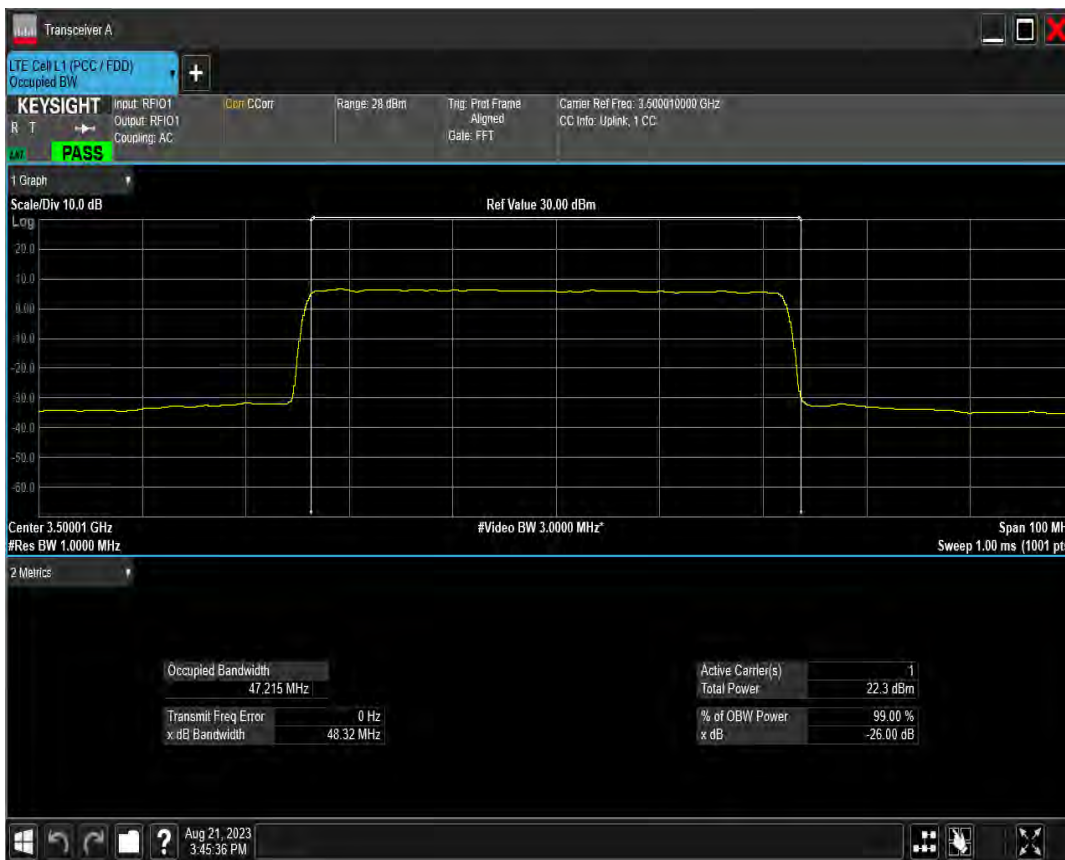 Transceiver A
LTE Cell L1 (PCC / FDD)
Occupied BW
+
KEYSIGHT
R T
PASS
Input: RFIO1
Output: RFIO1
Coupling: AC
Corr CCorr
Range: 28 dBm
Trig: Prot Frame
Aligned
Gate: FFT
Carrier Ref Freq: 3.500010000 GHz
CC Info: Uplink, 1 CC
1 Graph
Scale/Div 10.0 dB
Ref Value 30.00 dBm
Log
20.0
10.0
0.00
-10.0
-20.0
-30.0
-40.0
-50.0
-60.0
Center 3.50001 GHz
#Video BW 3.0000 MHz*
Span 100 MH
#Res BW 1.0000 MHz
Sweep 1.00 ms (1001 pts
2 Metrics
Occupied Bandwidth
47.215 MHz
Transmit Freq Error 0 Hz
x dB Bandwidth 48.32 MHz
Active Carrier(s) 1
Total Power 22.3 dBm
% of OBW Power 99.00 %
x dB -26.00 dB
?
Aug 21, 2023
3:45:36 PM